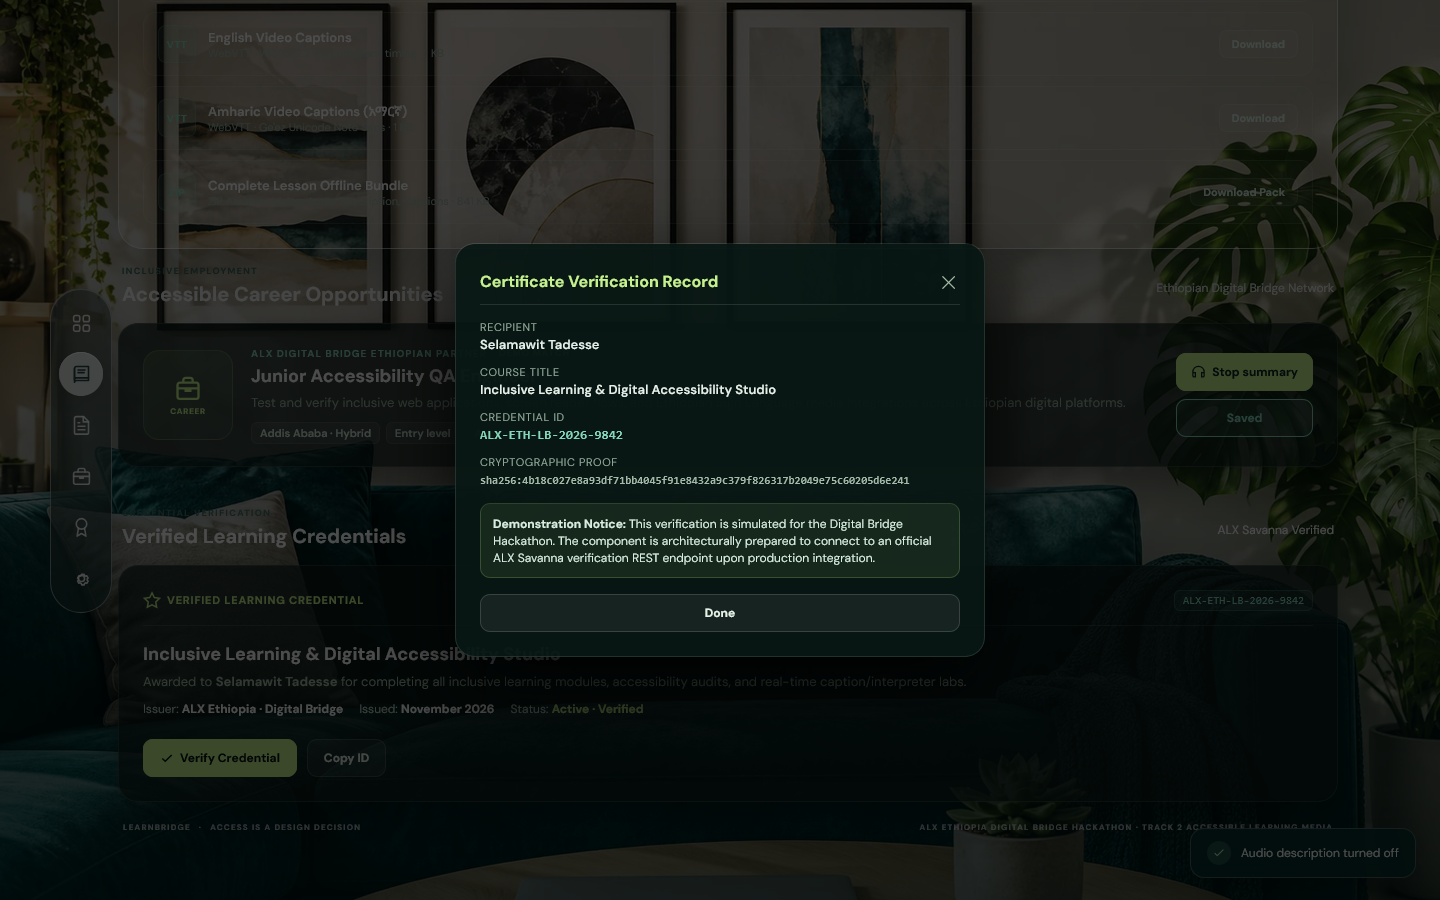 English Video Captions
Download
Amharic Video Captions (አማርኛ)
Download
Complete Lesson Offline Bundle
Download Pack
INCLUSIVE EMPLOYMENT
Accessible Career Opportunities
Ethiopian Digital Bridge Network
CAREER
ALX DIGITAL BRIDGE ETHIOPIAN
Junior Accessibility QA
Test and verify inclusive web
digital platforms.
Addis Ababa · Hybrid
Entry level
Stop summary
Saved
Certificate Verification Record
RECIPIENT
Selamawit Tadesse
COURSE TITLE
Inclusive Learning & Digital Accessibility Studio
CREDENTIAL ID
ALX-ETH-LB-2026-9842
CRYPTOGRAPHIC PROOF
sha256:4b18c027e8a93df71bb4045f91e8432a9c379f826317b2049e75c60205d6e241
Demonstration Notice: This verification is simulated for the Digital Bridge
Hackathon. The component is architecturally prepared to connect to an official
ALX Savanna verification REST endpoint upon production integration.
Done
VERIFICATION
Verified Learning Credentials
ALX Savanna Verified
VERIFIED LEARNING CREDENTIAL
ALX-ETH-LB-2026-9842
Inclusive Learning & Digital Accessibility Studio
Awarded to Selamawit Tadesse for completing all inclusive learning modules, accessibility audits, and real-time caption/interpreter labs.
Issuer: ALX Ethiopia · Digital Bridge Issued: November 2026 Status: Active · Verified
Verify Credential
Copy ID
LEARNBRIDGE · ACCESS IS A DESIGN DECISION
ALX ETHIOPIA DIGITAL BRIDGE HACKATHON · TRACK 2 ACCESSIBLE LEARNING MEDIA
Audio description turned off